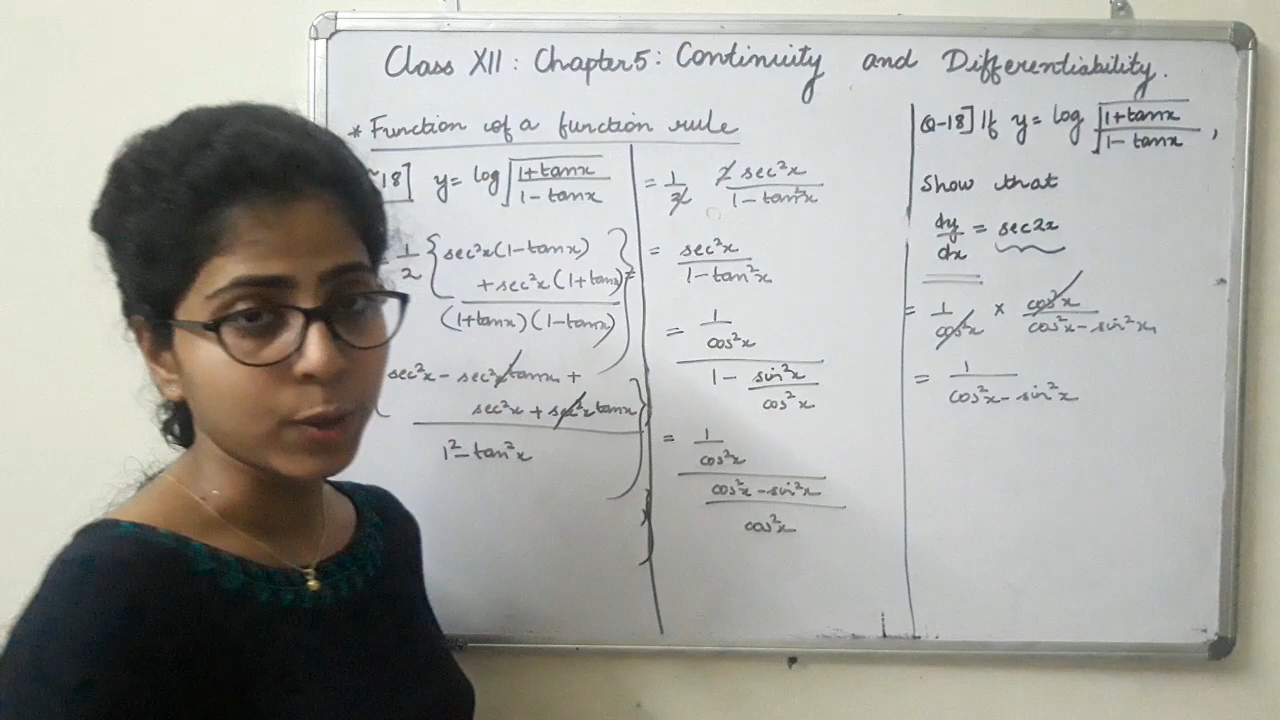 Class XII: Chapter 5: Continuity and Differentiability.
* Function of a function rule
18] y = log √(1+tanx / 1-tanx)
= 1/2 { sec²x(1-tanx)
+ sec²x(1+tanx) }
(1+tanx)(1-tanx)
sec²x - sec²x tanx +
sec²x + sec²x tanx
1² - tan²x
= 1/2 2 sec²x / 1-tan²x
= sec²x / 1-tan²x
= 1/cos²x
1 - sin²x/cos²x
= 1/cos²x
cos²x - sin²x
cos²x
Q-18] If y = log √(1+tanx / 1-tanx),
Show that
dy/dx = sec2x
= 1/cos²x × cos²x / cos²x - sin²x
= 1 / cos²x - sin²x